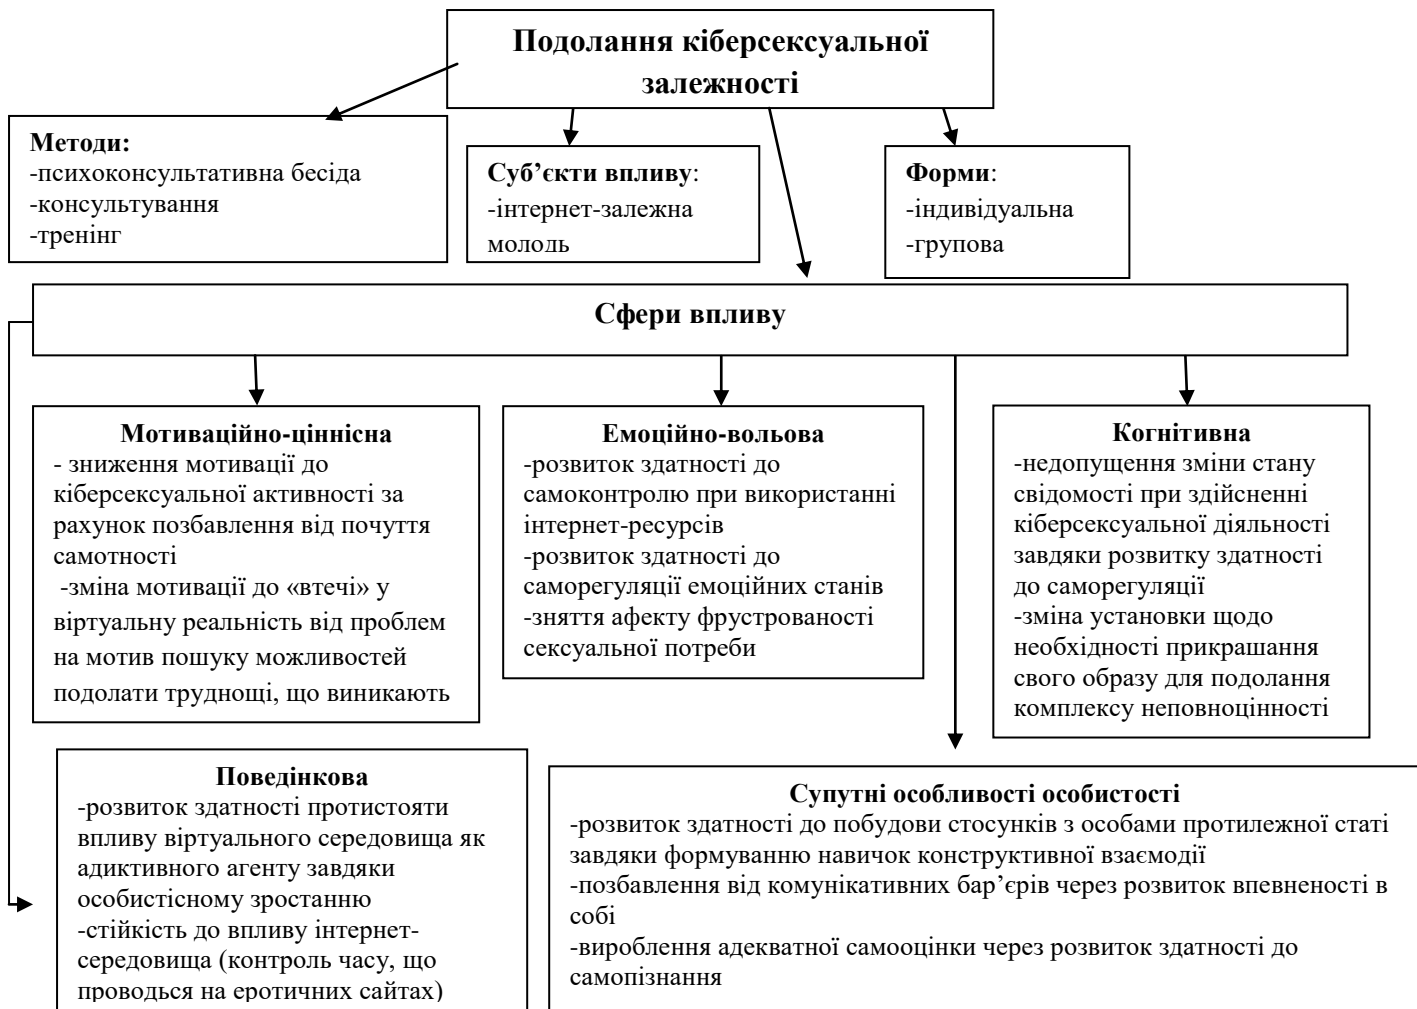 Подолання кіберсексуальної
залежності
Методи:
-психоконсультативна бесіда
-консультування
-тренінг
Суб’єкти впливу:
-інтернет-залежна
молодь
Форми:
-індивідуальна
-групова
Сфери впливу
Мотиваційно-ціннісна
- зниження мотивації до
кіберсексуальної активності за
рахунок позбавлення від почуття
самотності
-зміна мотивації до «втечі» у
віртуальну реальність від проблем
на мотив пошуку можливостей
подолати труднощі, що виникають
Емоційно-вольова
-розвиток здатності до
самоконтролю при використанні
інтернет-ресурсів
-розвиток здатності до
саморегуляції емоційних станів
-зняття афекту фрустрованості
сексуальної потреби
Когнітивна
-недопущення зміни стану
свідомості при здійсненні
кіберсексуальної діяльності
завдяки розвитку здатності
до саморегуляції
-зміна установки щодо
необхідності прикрашання
свого образу для подолання
комплексу неповноцінності
Поведінкова
-розвиток здатності протистояти
впливу віртуального середовища як
адиктивного агенту завдяки
особистісному зростанню
-стійкість до впливу інтернет-
середовища (контроль часу, що
проводься на еротичних сайтах)
Супутні особливості особистості
-розвиток здатності до побудови стосунків з особами протилежної статі
завдяки формуванню навичок конструктивної взаємодії
-позбавлення від комунікативних бар’єрів через розвиток впевненості в
собі
-вироблення адекватної самооцінки через розвиток здатності до
самопізнання